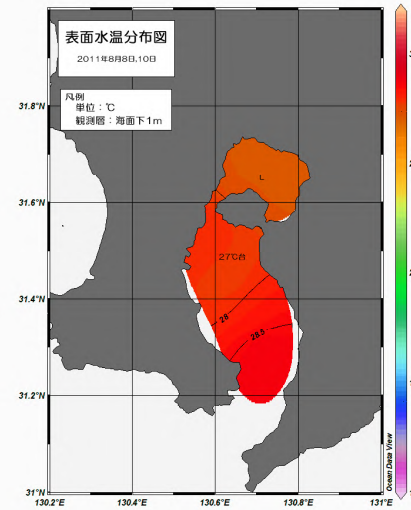 表面水温分布図
2011年8月8日,10日
凡例
単位：℃
観測層：海面下1m
31.8°N
31.6°N
31.4°N
31.2°N
31°N
L
27℃台
28
28.5
130.2°E
130.4°E
130.6°E
130.8°E
131°E
Ocean Data View